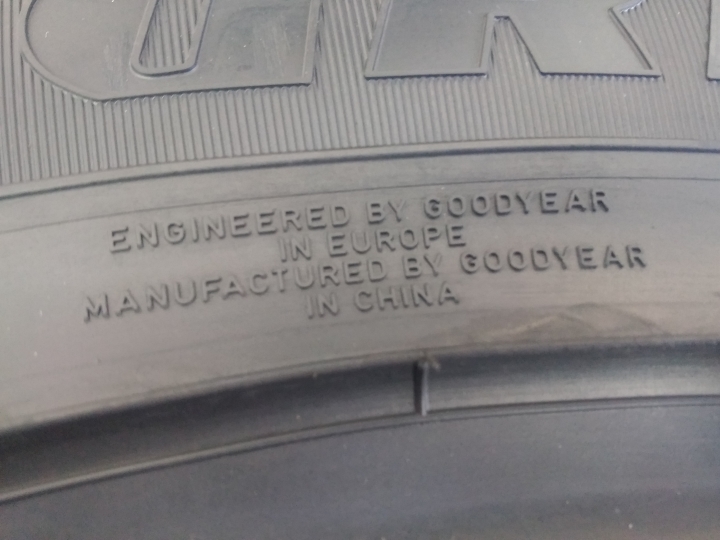 ENGINEERED BY GOODYEAR
IN EUROPE
MANUFACTURED BY GOODYEAR
IN CHINA